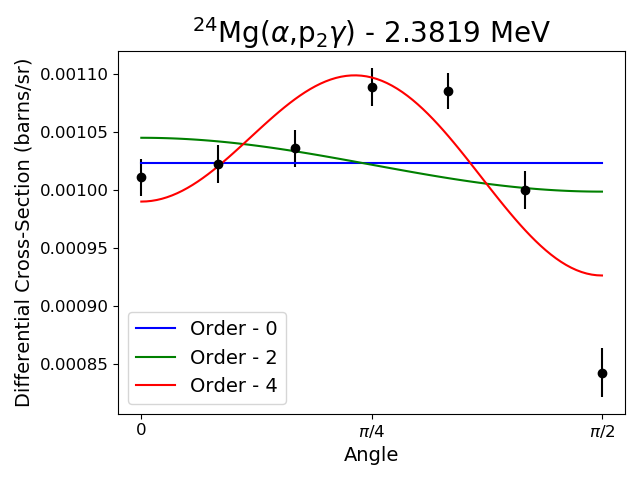 ²⁴Mg(α,p₂γ) - 2.3819 MeV
Differential Cross-Section (barns/sr)
0.00110
0.00105
0.00100
0.00095
0.00090
0.00085
Order - 0
Order - 2
Order - 4
0 π/4 π/2
Angle